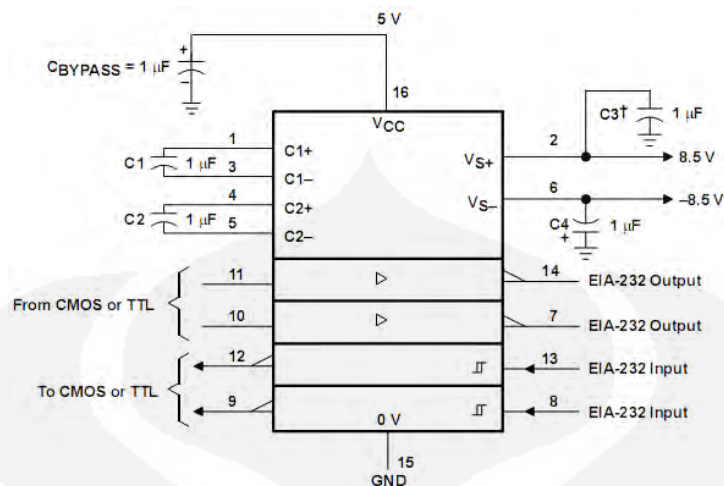 5 V
C BYPASS = 1 μF
+
–
16
VCC
1
C1+
C1
1 μF
3
C1–
4
C2+
C2
1 μF
5
C2–
2
VS+
C3†
1 μF
8.5 V
6
VS–
–8.5 V
C4
+
1 μF
From CMOS or TTL
11
14
EIA-232 Output
10
7
EIA-232 Output
To CMOS or TTL
12
13
EIA-232 Input
9
8
EIA-232 Input
0 V
15
GND